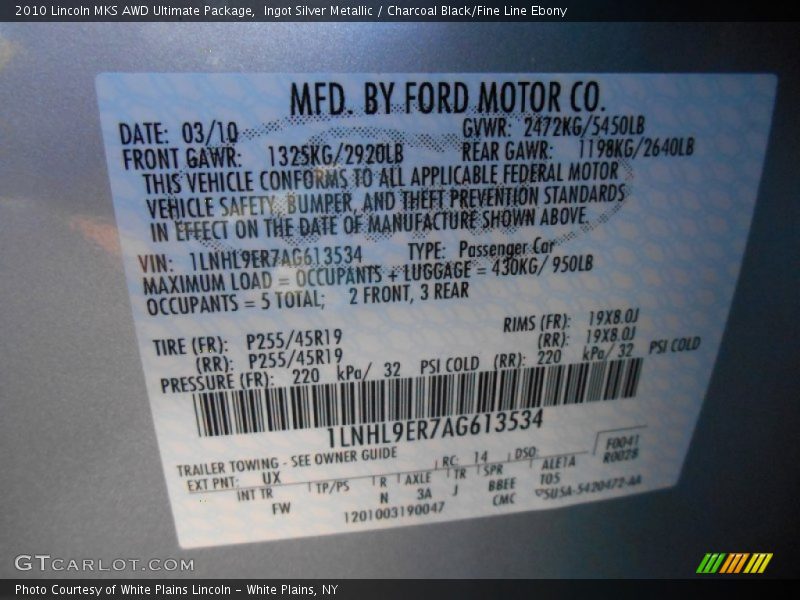 2010 Lincoln MKS AWD Ultimate Package,  Ingot Silver Metallic / Charcoal Black/Fine Line Ebony
MFD. BY FORD MOTOR CO.
DATE: 03/10 GVWR: 2472KG/5450LB
FRONT GAWR: 1325KG/2920LB REAR GAWR: 1198KG/2640LB
THIS VEHICLE CONFORMS TO ALL APPLICABLE FEDERAL MOTOR
VEHICLE SAFETY, BUMPER, AND THEFT PREVENTION STANDARDS
IN EFFECT ON THE DATE OF MANUFACTURE SHOWN ABOVE.
VIN: 1LNHL9ER7AG613534 TYPE: Passenger Car
MAXIMUM LOAD = OCCUPANTS + LUGGAGE = 430KG/ 950LB
OCCUPANTS = 5 TOTAL; 2 FRONT, 3 REAR
TIRE (FR): P255/45R19 RIMS (FR): 19X8.0J
(RR): P255/45R19 (RR): 19X8.0J
PRESSURE (FR): 220 kPa/ 32 PSI COLD (RR): 220 kPa/ 32 PSI COLD
1LNHL9ER7AG613534
TRAILER TOWING - SEE OWNER GUIDE
EXT PNT: UX RC: 14 DSO: F0041
INT TR TP/PS R AXLE TR SPR ALE1A R0028
FW N 3A J BBEE T05
1201003190047 CMC SU5A-5420472-AA
GTCARLOT.COM
Photo Courtesy of White Plains Lincoln - White Plains, NY